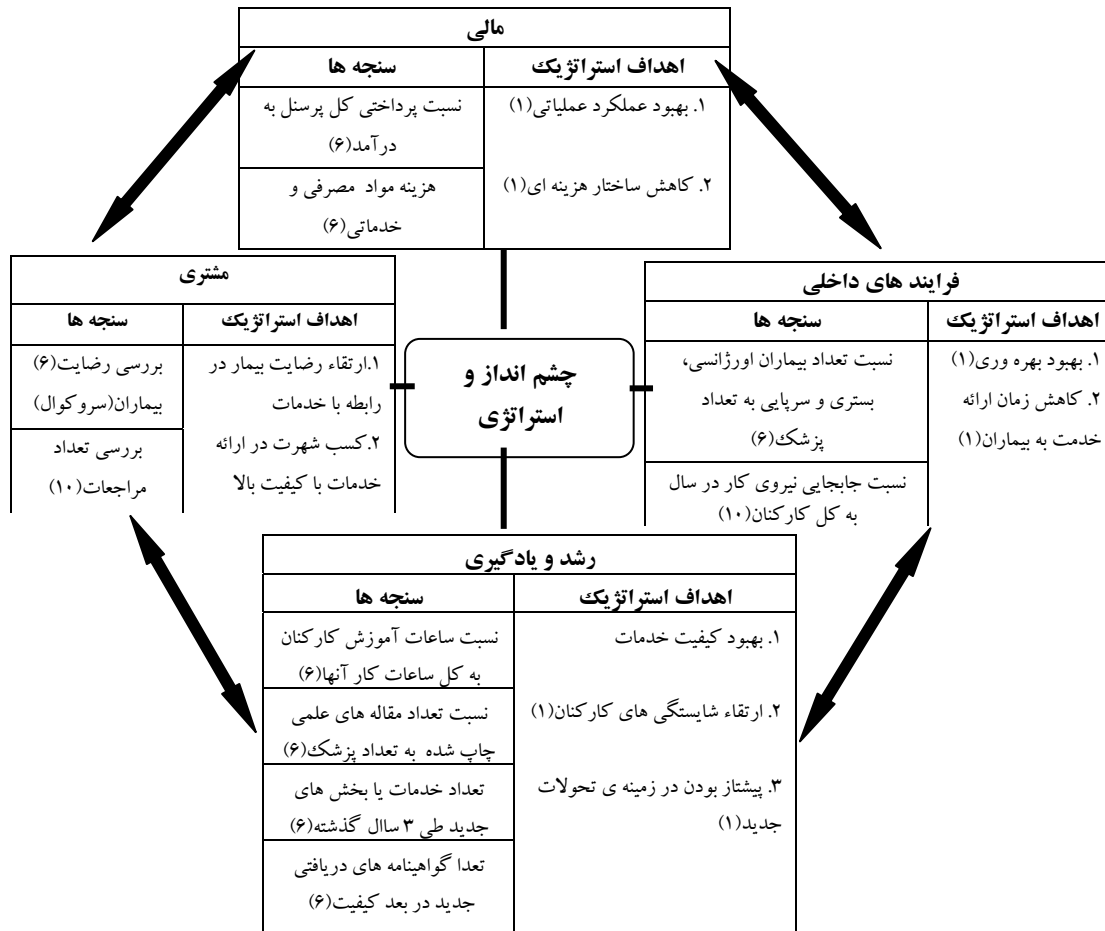 مالی
اهداف استراتژیک
سنجه ها
۱. بهبود عملکرد عملیاتی(۱)
۲. کاهش ساختار هزینه ای(۱)
نسبت پرداختی کل پرسنل به
درآمد(۶)
هزینه مواد مصرفی و
خدماتی(۶)
فرایند های داخلی
اهداف استراتژیک
سنجه ها
۱. بهبود بهره وری(۱)
۲. کاهش زمان ارائه
خدمت به بیماران(۱)
نسبت تعداد بیماران اورژانسی،
بستری و سرپایی به تعداد
پزشک(۶)
نسبت جابجایی نیروی کار در سال
به کل کارکنان(۱۰)
چشم انداز و
استراتژی
مشتری
اهداف استراتژیک
سنجه ها
۱.ارتقاء رضایت بیمار در
رابطه با خدمات
۲.کسب شهرت در ارائه
خدمات با کیفیت بالا
بررسی رضایت(۶)
بیماران(سروکوال)
بررسی تعداد
مراجعات(۱۰)
رشد و یادگیری
اهداف استراتژیک
سنجه ها
۱. بهبود کیفیت خدمات
۲. ارتقاء شایستگی های کارکنان(۱)
۳. پیشتاز بودن در زمینه ی تحولات
جدید(۱)
نسبت ساعات آموزش کارکنان
به کل ساعات کار آنها(۶)
نسبت تعداد مقاله های علمی
چاپ شده به تعداد پزشک(۶)
تعداد خدمات یا بخش های
جدید طی ۳ سال گذشته(۶)
تعدا گواهینامه های دریافتی
جدید در بعد کیفیت(۶)